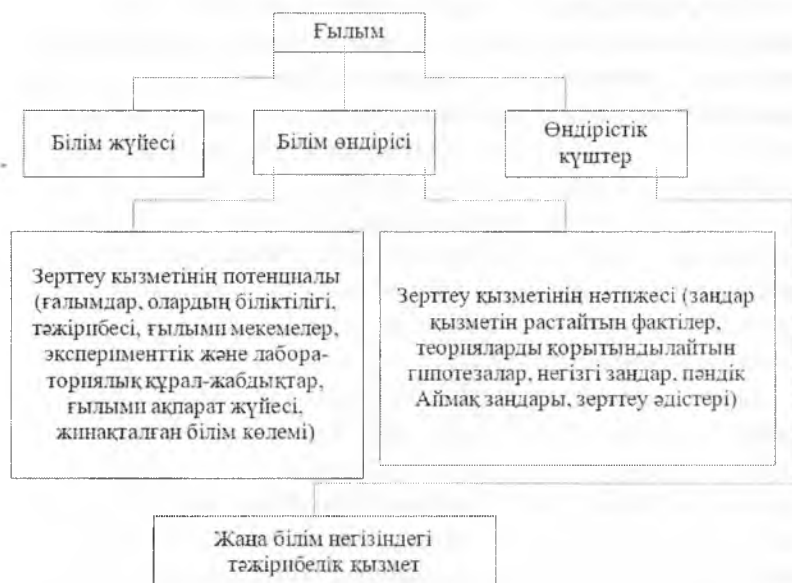 Ғылым
Білім жүйесі
Білім өндірісі
Өндірістік
күштер
Зерттеу қызметінің потенциалы
(ғалымдар, олардың біліктілігі,
тәжірибесі, ғылыми мекемелер,
эксперименттік және лабора-
ториялық құрал-жабдықтар,
ғылыми ақпарат жүйесі,
жинақталған білім көлемі)
Зерттеу қызметінің нәтижесі (заңдар
қызметін растайтын фактілер,
теорияларды қорытындылайтын
гипотезалар, негізгі заңдар, пәндік
Аймақ заңдары, зерттеу әдістері)
Жаңа білім негізіндегі
тәжірибелік қызмет